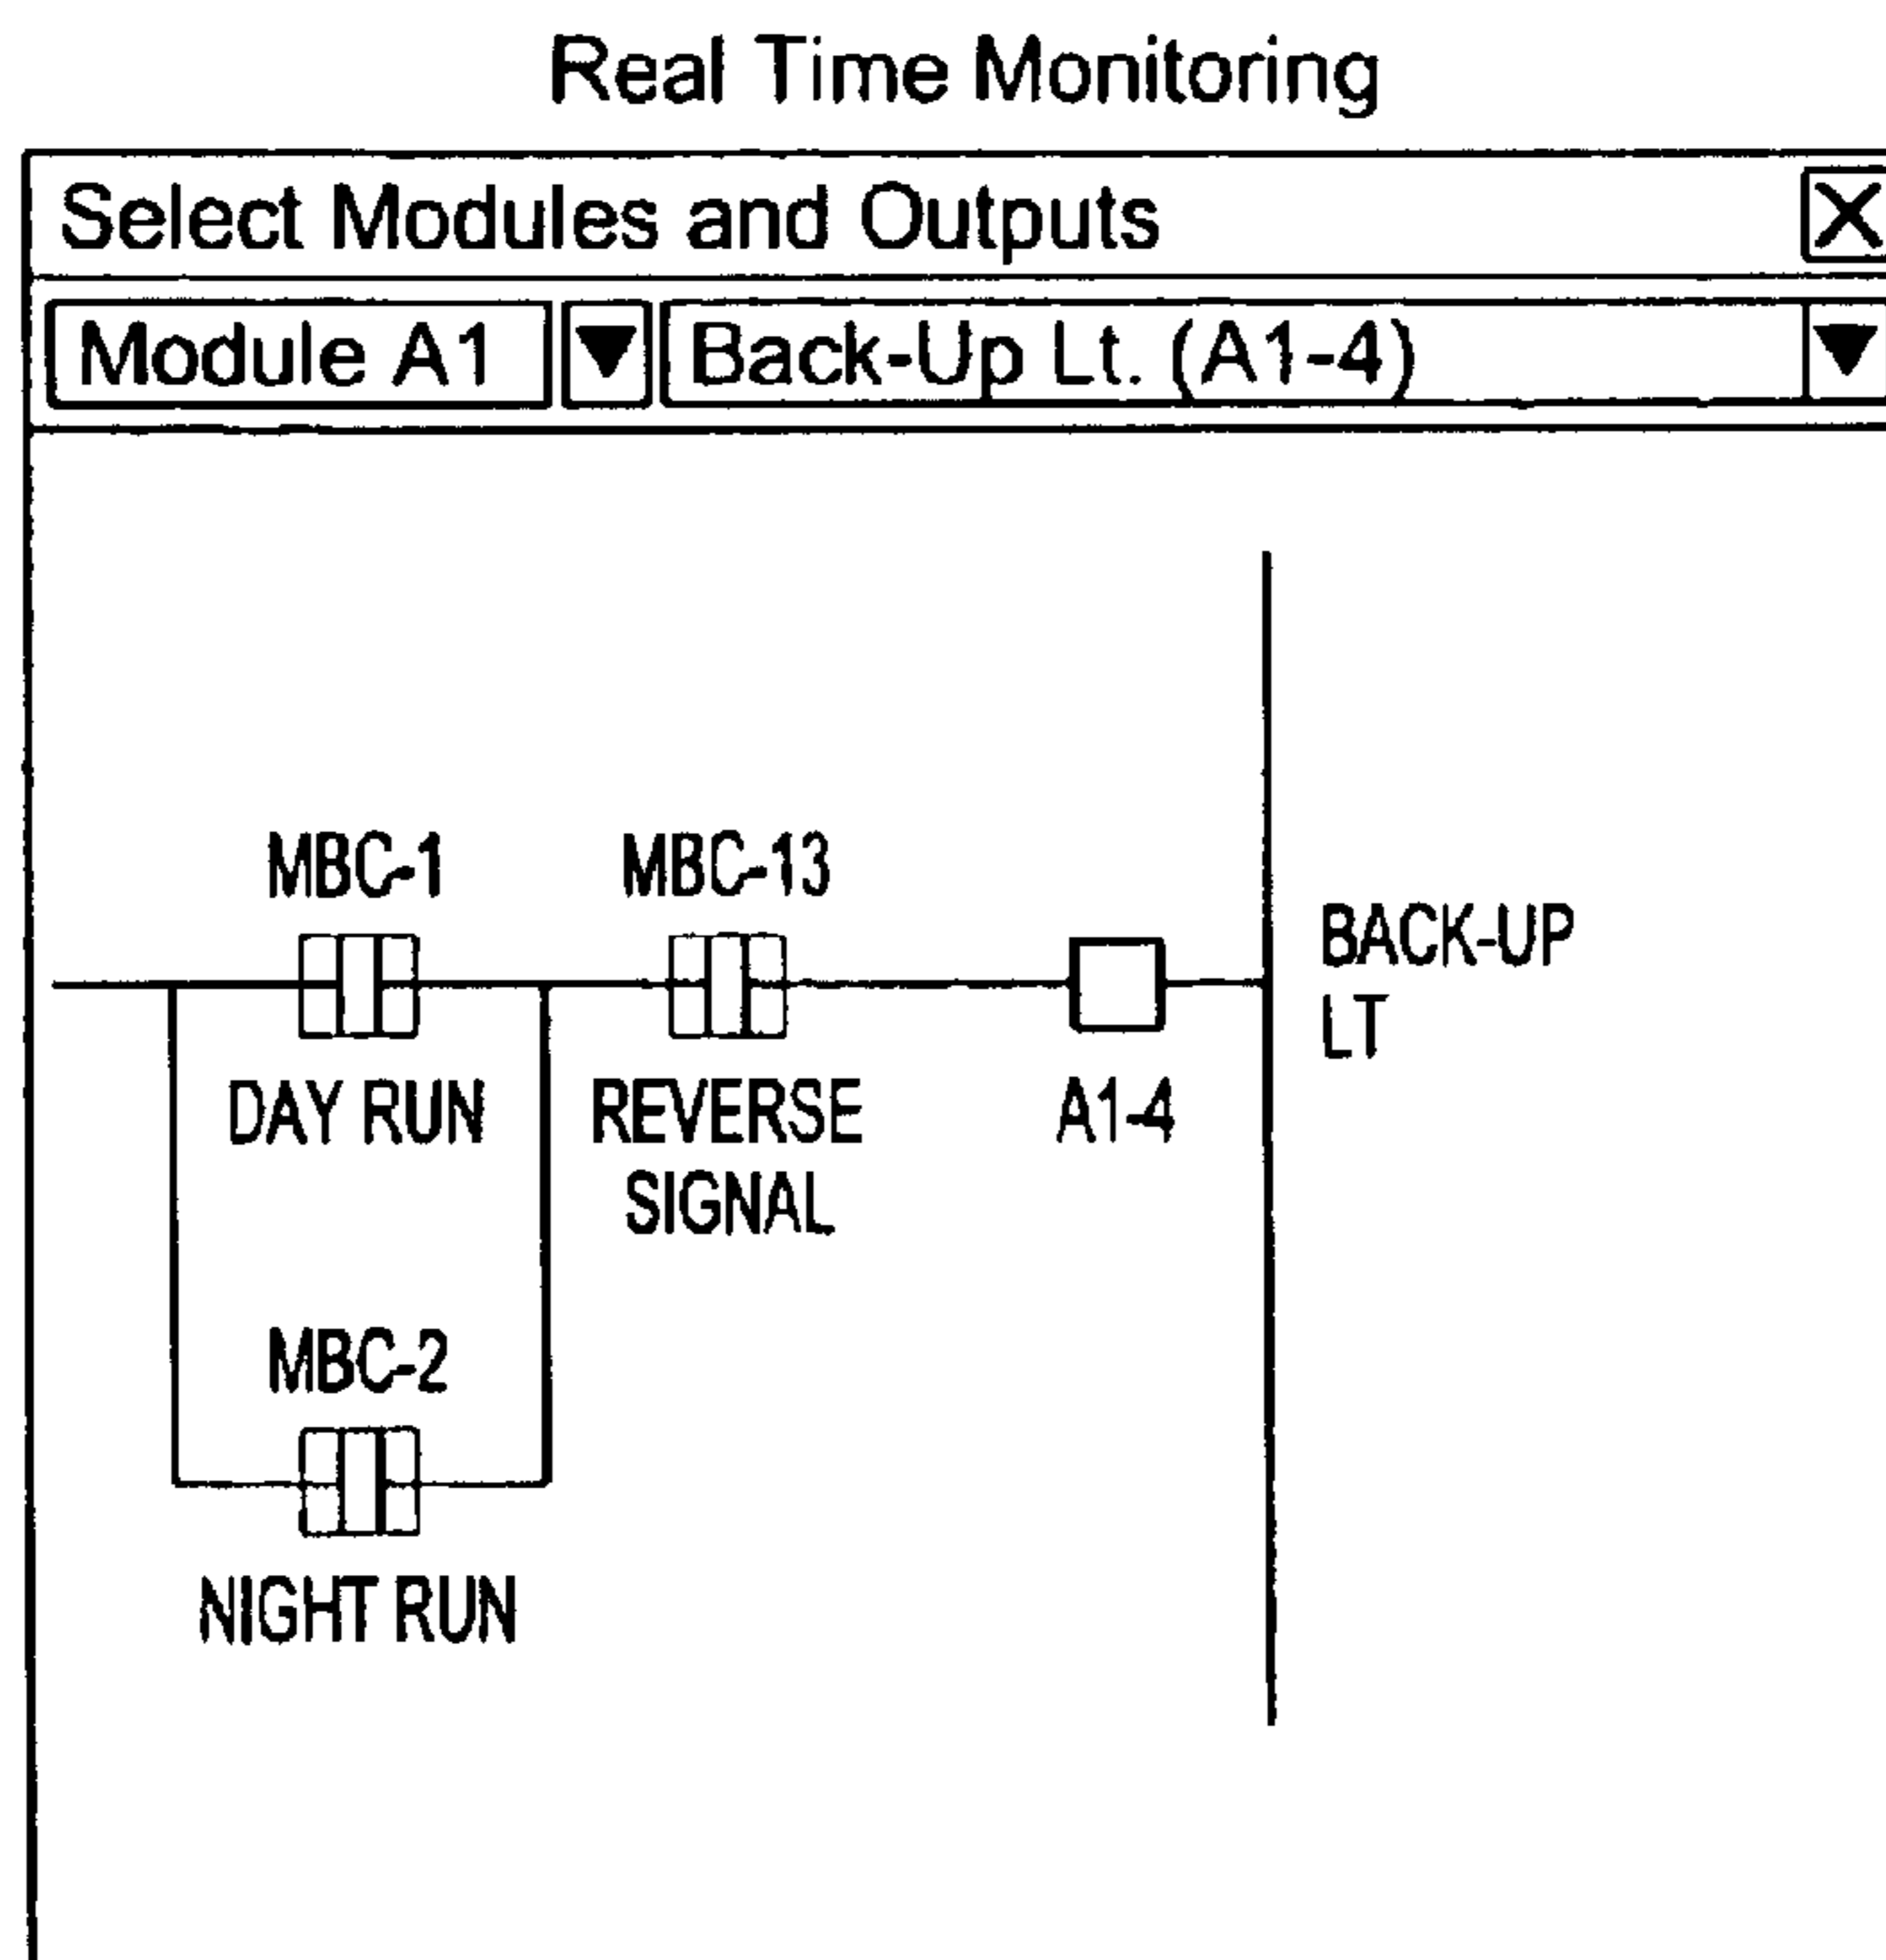 Real Time Monitoring
Select Modules and Outputs X
Module A1 Back-Up Lt. (A1-4)
MBC-1
DAY RUN
MBC-13
REVERSE
SIGNAL
A1-4
BACK-UP
LT
MBC-2
NIGHT RUN